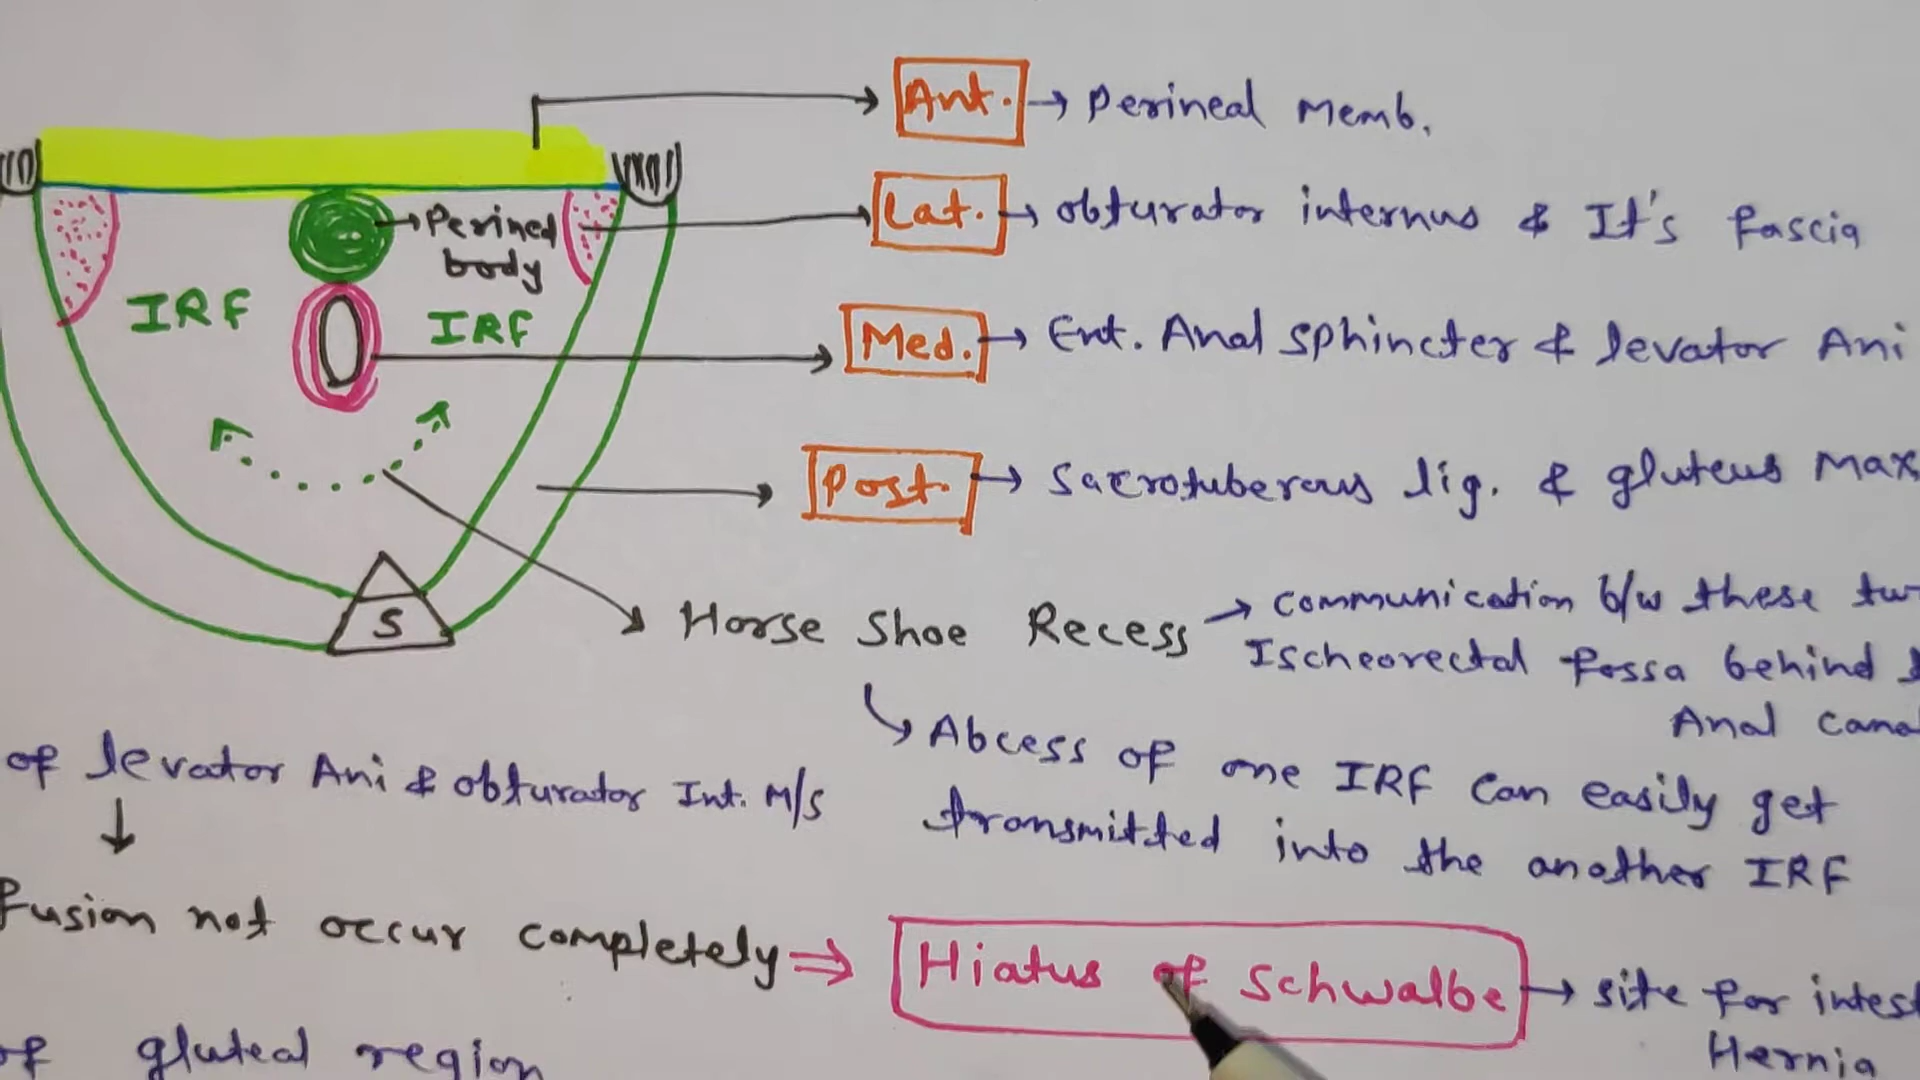 Ant. → Perineal Memb.
Lat. → obturator internus & It's fascia
→ Perineal
body
IRF
IRF
Med. → Ext. Anal sphincter & levator Ani
Post. → Sacrotuberous lig. & gluteus Max
S
Horse Shoe Recess → communication b/w these
Ischeorectal fossa behind
Anal
Abcess of one IRF can easily get
transmitted into the another IRF
of levator Ani & obturator Int. M/s
fusion not occur completely ⇒ Hiatus of Schwalbe → site for
Hernia
of gluteal region